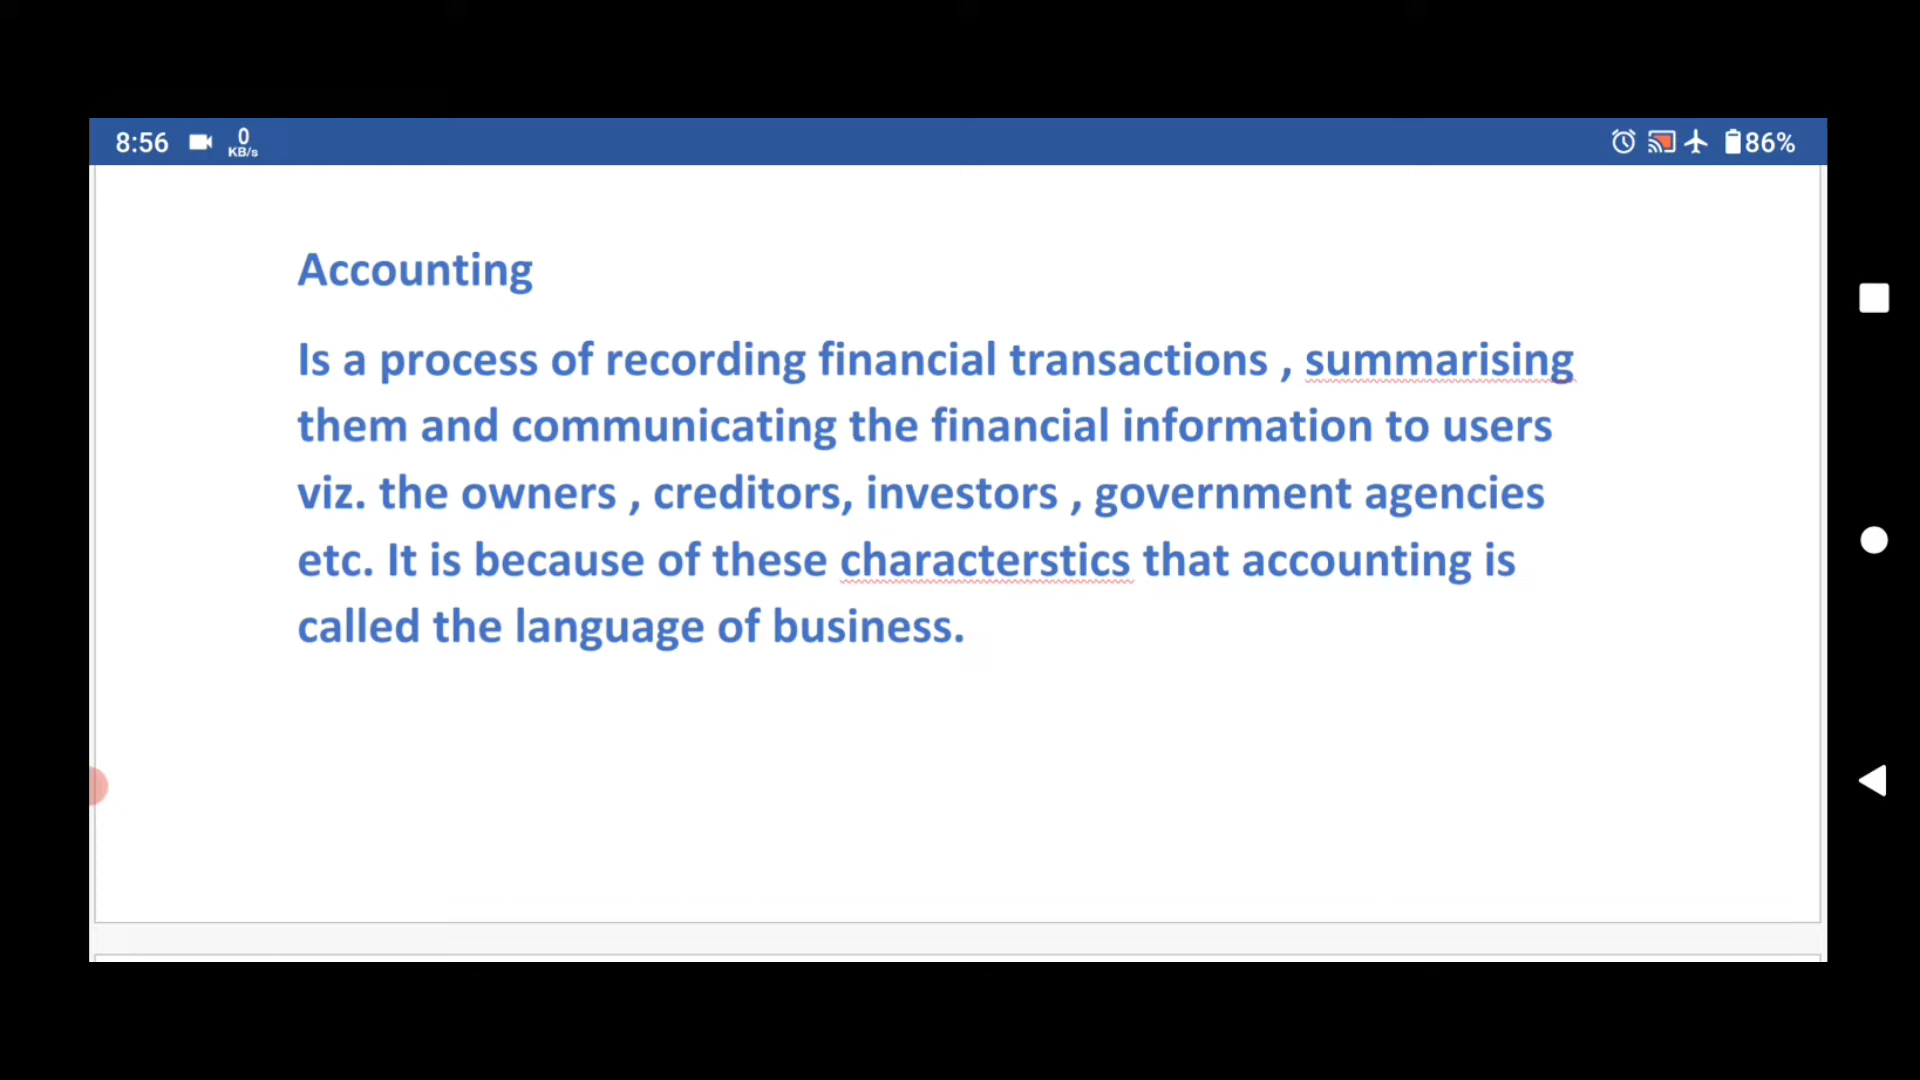 8:56 0 KB/s 86%
Accounting
Is a process of recording financial transactions , summarising
them and communicating the financial information to users
viz. the owners , creditors, investors , government agencies
etc. It is because of these characterstics that accounting is
called the language of business.